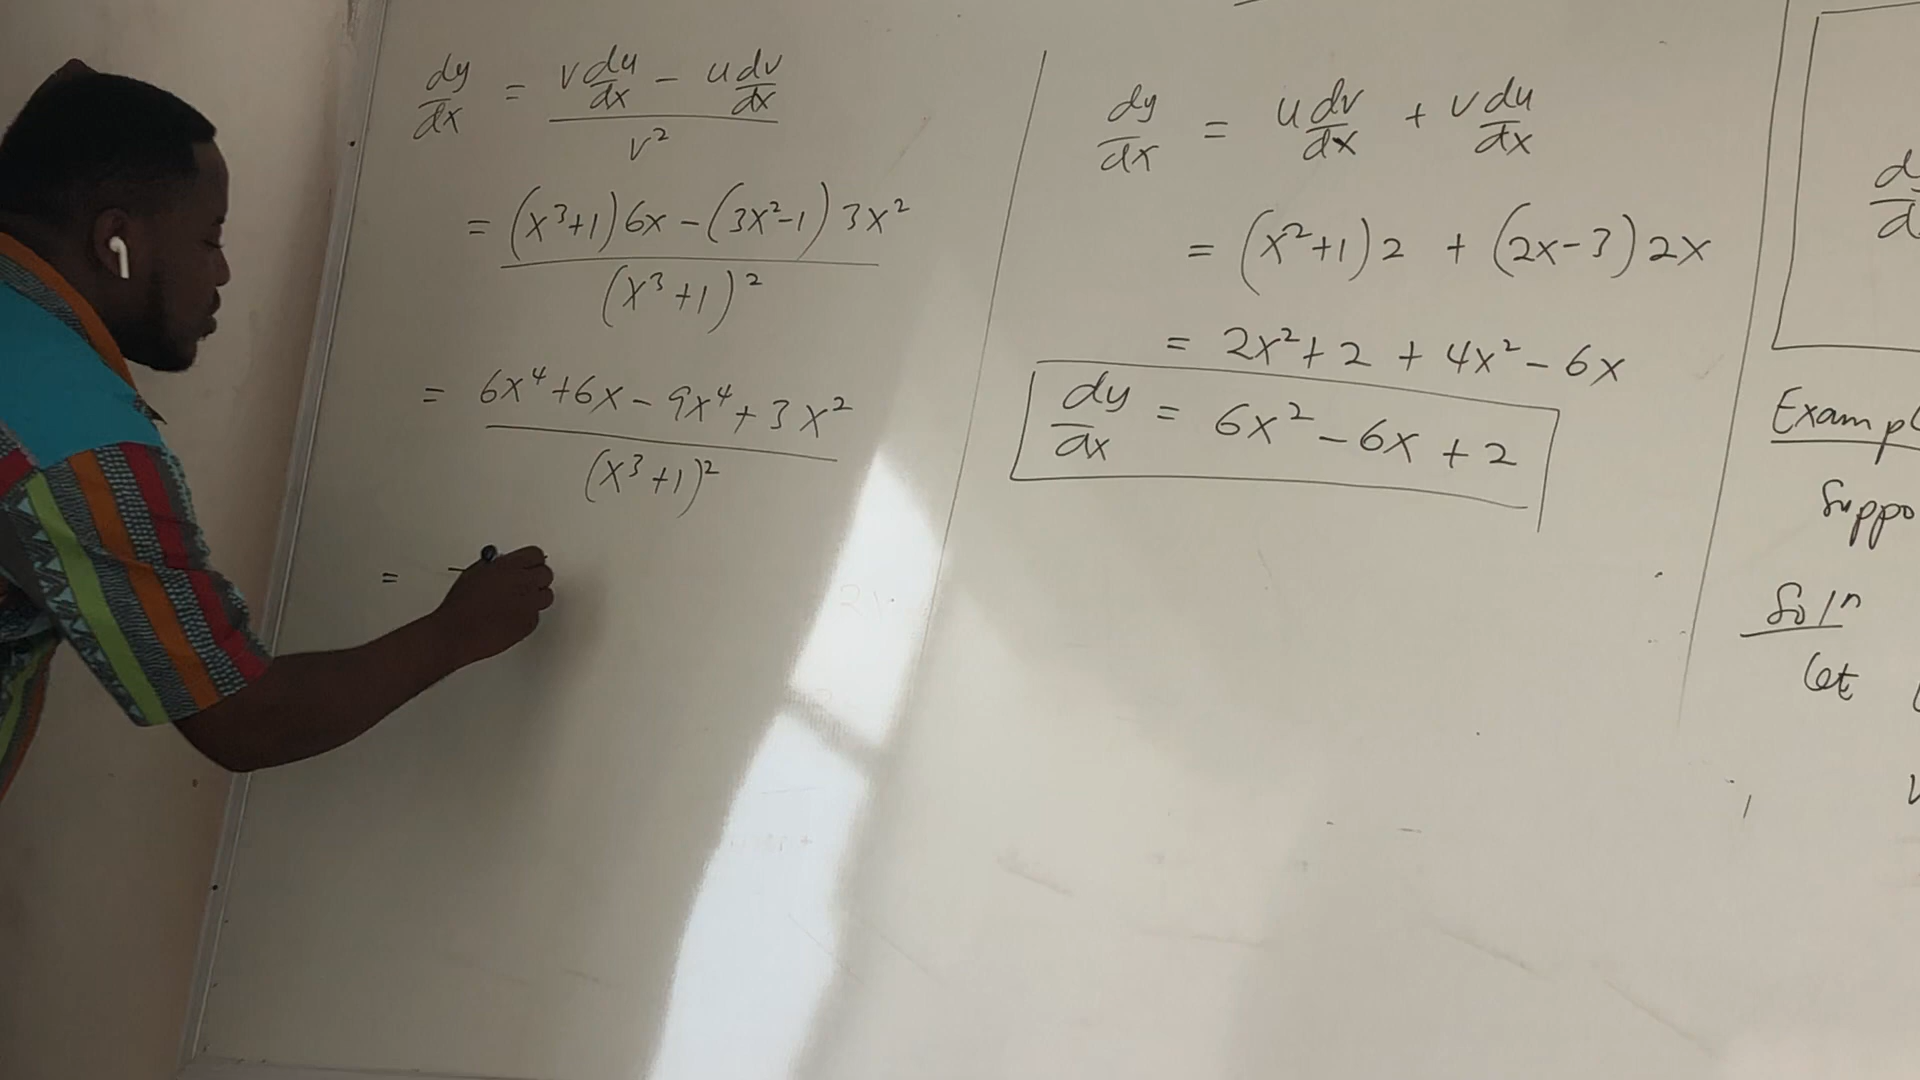 dy/dx = (v du/dx - u dv/dx) / v²
= (x³+1)6x - (3x²-1)3x² / (x³+1)²
= 6x⁴+6x-9x⁴+3x² / (x³+1)²
= -
dy/dx = u dv/dx + v du/dx
= (x²+1)2 + (2x-3)2x
= 2x²+2 + 4x²-6x
dy/dx = 6x²-6x+2
d
d
Exampl
Suppo
Soln
let